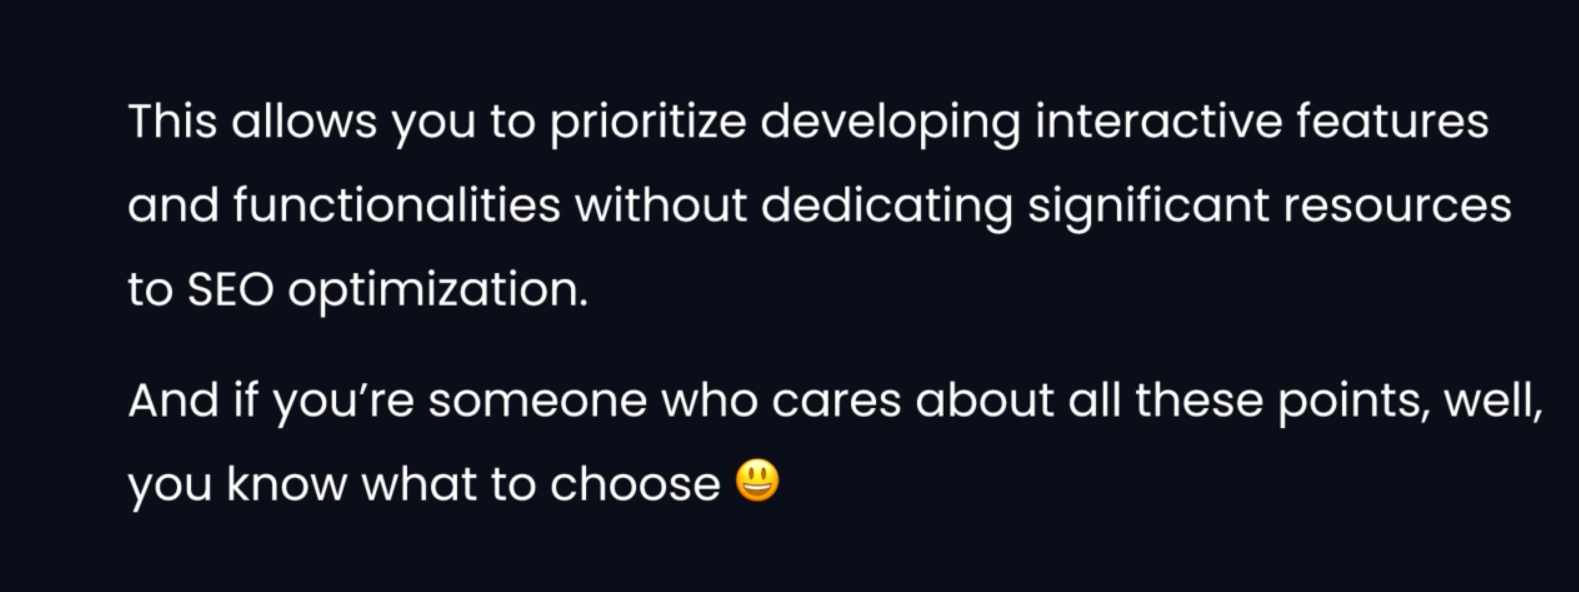 This allows you to prioritize developing interactive features
and functionalities without dedicating significant resources
to SEO optimization.
And if you’re someone who cares about all these points, well,
you know what to choose 😃